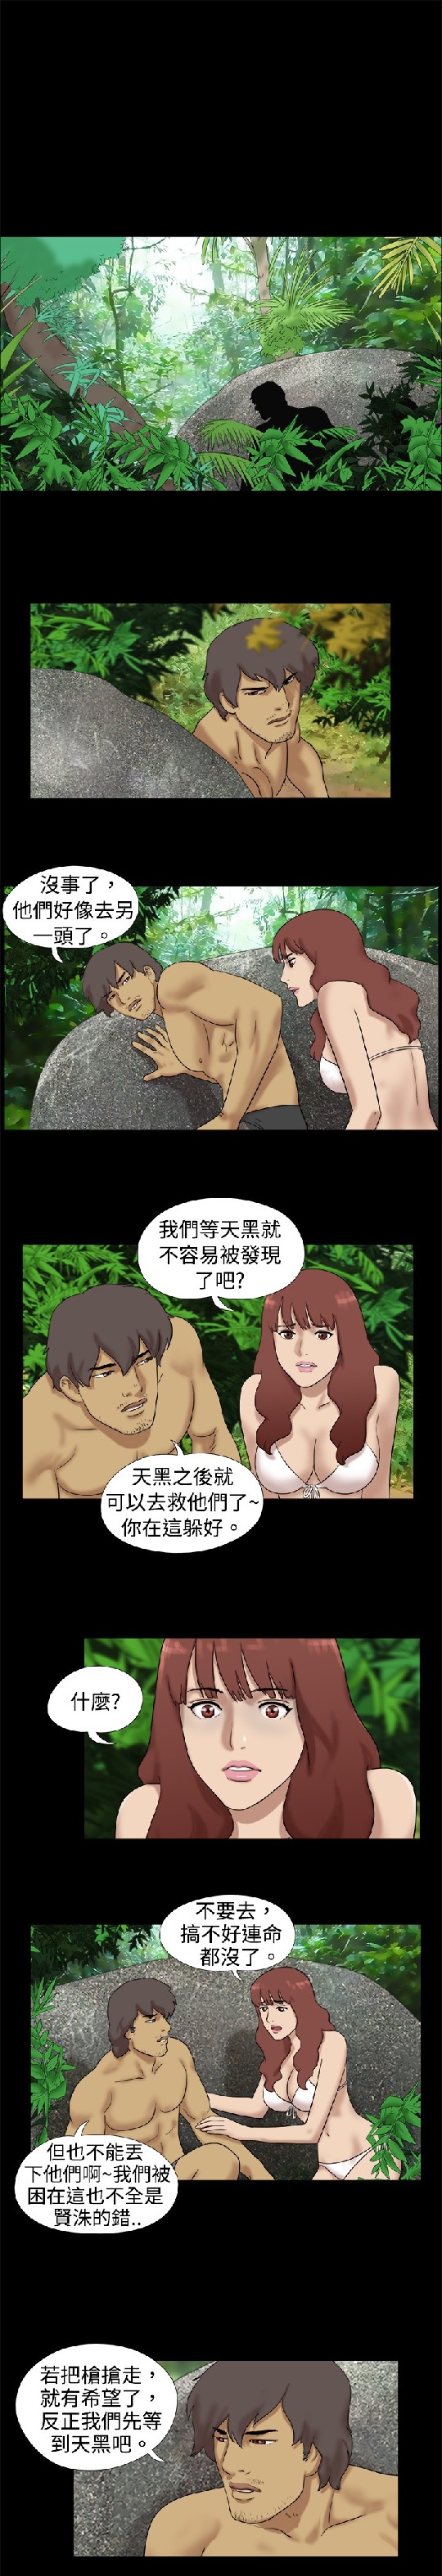 沒事了，
他們好像去另
一頭了。
我們等天黑就
不容易被發現
了吧?
天黑之後就
可以去救他們了~
你在這躲好。
什麼?
不要去，
搞不好連命
都沒了。
但也不能丟
下他們啊~我們被
困在這也不全是
賢洙的錯..
若把槍搶走，
就有希望了，
反正我們先等
到天黑吧。